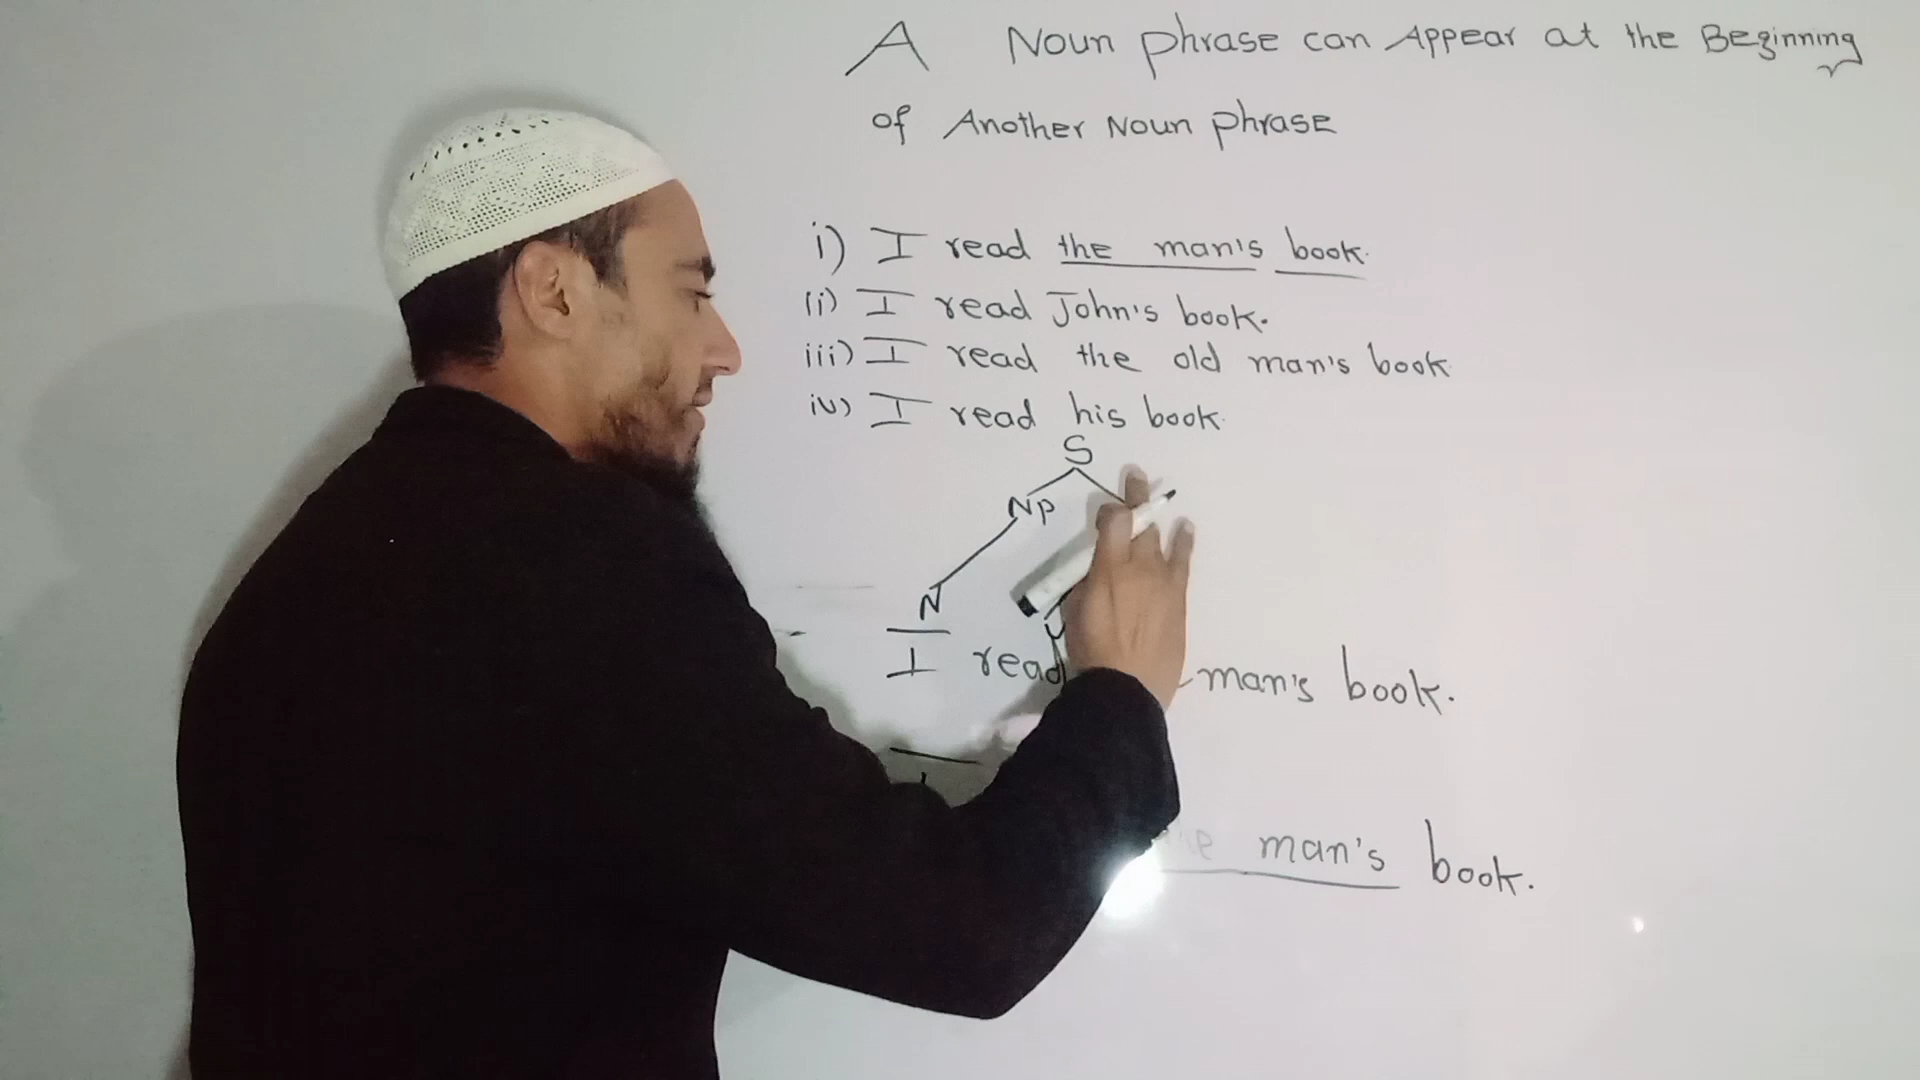 A Noun phrase can Appear at the Beginning
of Another Noun phrase
i) I read the man's book.
(i) I read John's book.
iii) I read the old man's book
iv) I read his book.
S
NP
N
V
I read man's book.
I the man's book.